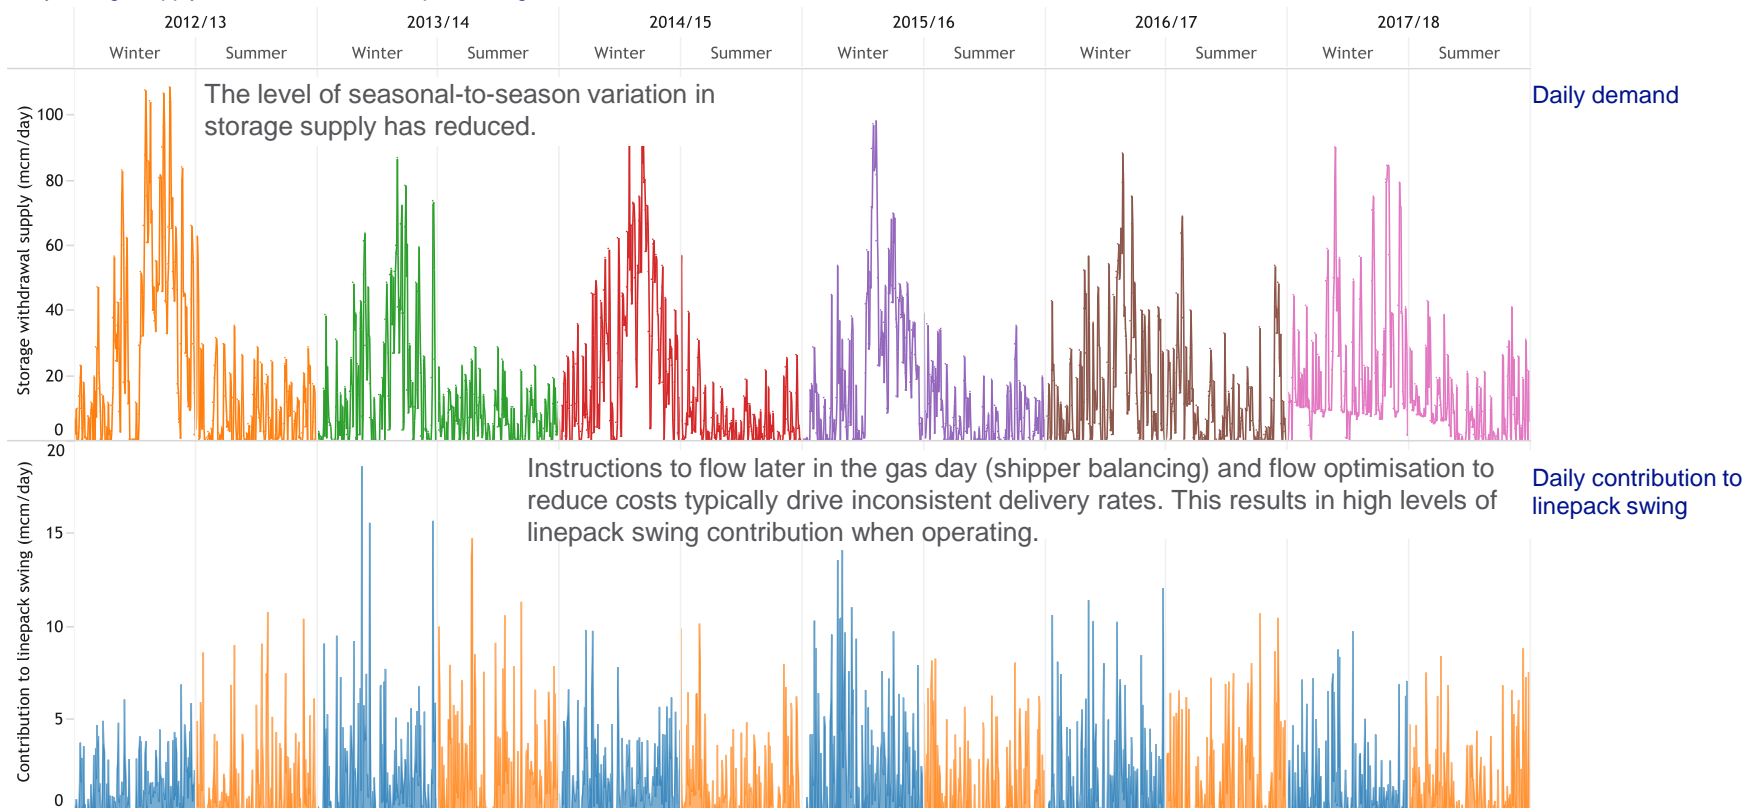 2012/13 2013/14 2014/15 2015/16 2016/17 2017/18
Winter Summer Winter Summer Winter Summer Winter Summer Winter Summer Winter Summer
The level of seasonal-to-season variation in
storage supply has reduced.
Daily demand
Storage withdrawal supply (mcm/day)
100
80
60
40
20
0
Instructions to flow later in the gas day (shipper balancing) and flow optimisation to
reduce costs typically drive inconsistent delivery rates. This results in high levels of
linepack swing contribution when operating.
Daily contribution to
linepack swing
Contribution to linepack swing (mcm/day)
20
15
10
5
0